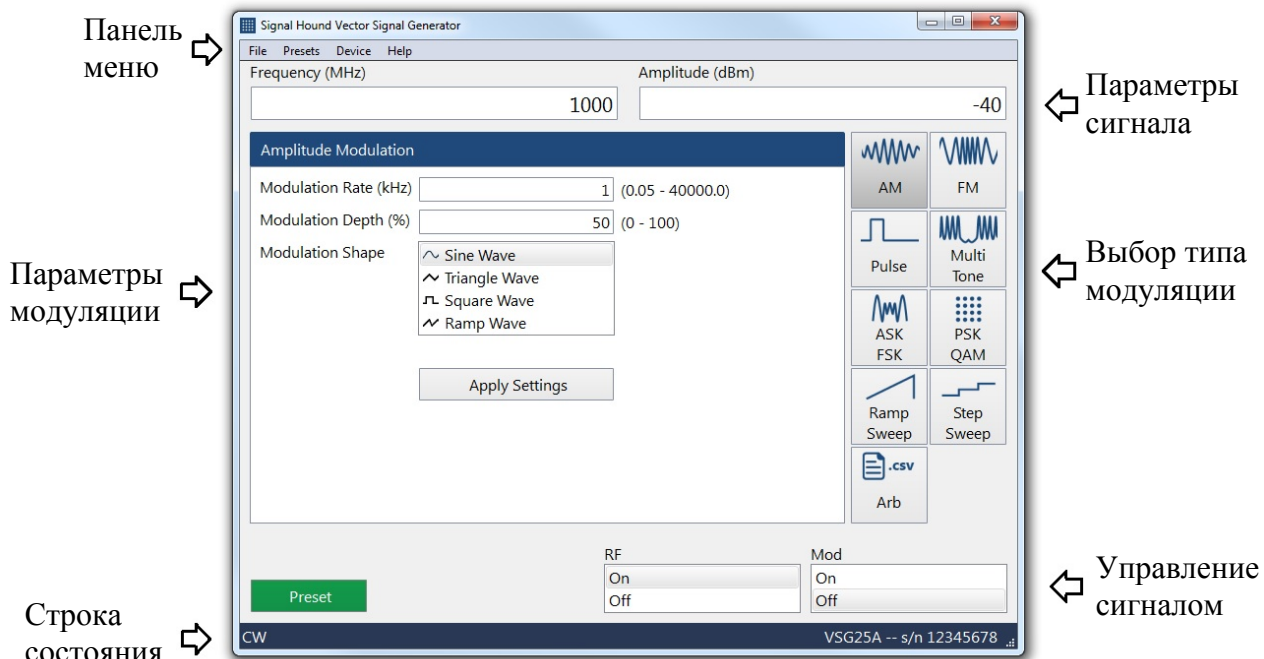 Панель
меню
Signal Hound Vector Signal Generator
File Presets Device Help
Frequency (MHz) Amplitude (dBm)
1000 -40
Параметры
сигнала
Amplitude Modulation
Modulation Rate (kHz) 1 (0.05 - 40000.0)
Modulation Depth (%) 50 (0 - 100)
Modulation Shape
Sine Wave
Triangle Wave
Square Wave
Ramp Wave
Apply Settings
Параметры
модуляции
AM FM
Pulse
Multi
Tone
ASK
FSK
PSK
QAM
Ramp
Sweep
Step
Sweep
.csv
Arb
Выбор типа
модуляции
RF
On
Off
Mod
On
Off
Preset
Управление
сигналом
Строка
состояния
CW VSG25A -- s/n 12345678